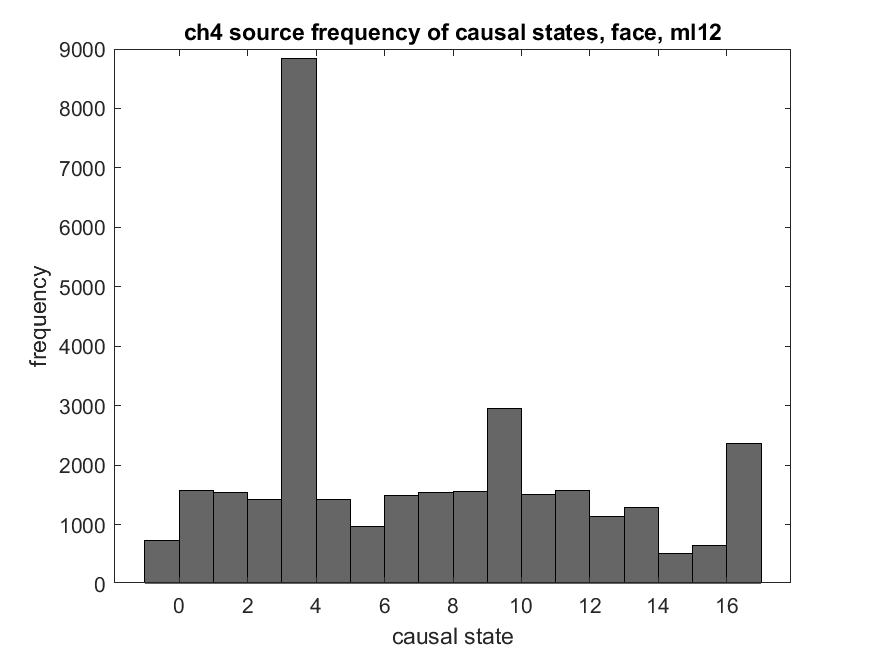 ch4 source frequency of causal states, face, ml12
9000
8000
7000
6000
5000
4000
3000
2000
1000
0
frequency
0 2 4 6 8 10 12 14 16
causal state